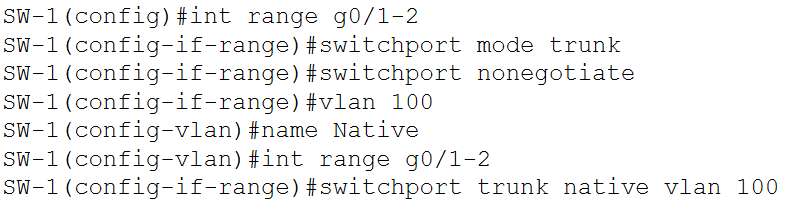 SW-1(config)#int range g0/1-2
SW-1(config-if-range)#switchport mode trunk
SW-1(config-if-range)#switchport nonegotiate
SW-1(config-if-range)#vlan 100
SW-1(config-vlan)#name Native
SW-1(config-vlan)#int range g0/1-2
SW-1(config-if-range)#switchport trunk native vlan 100